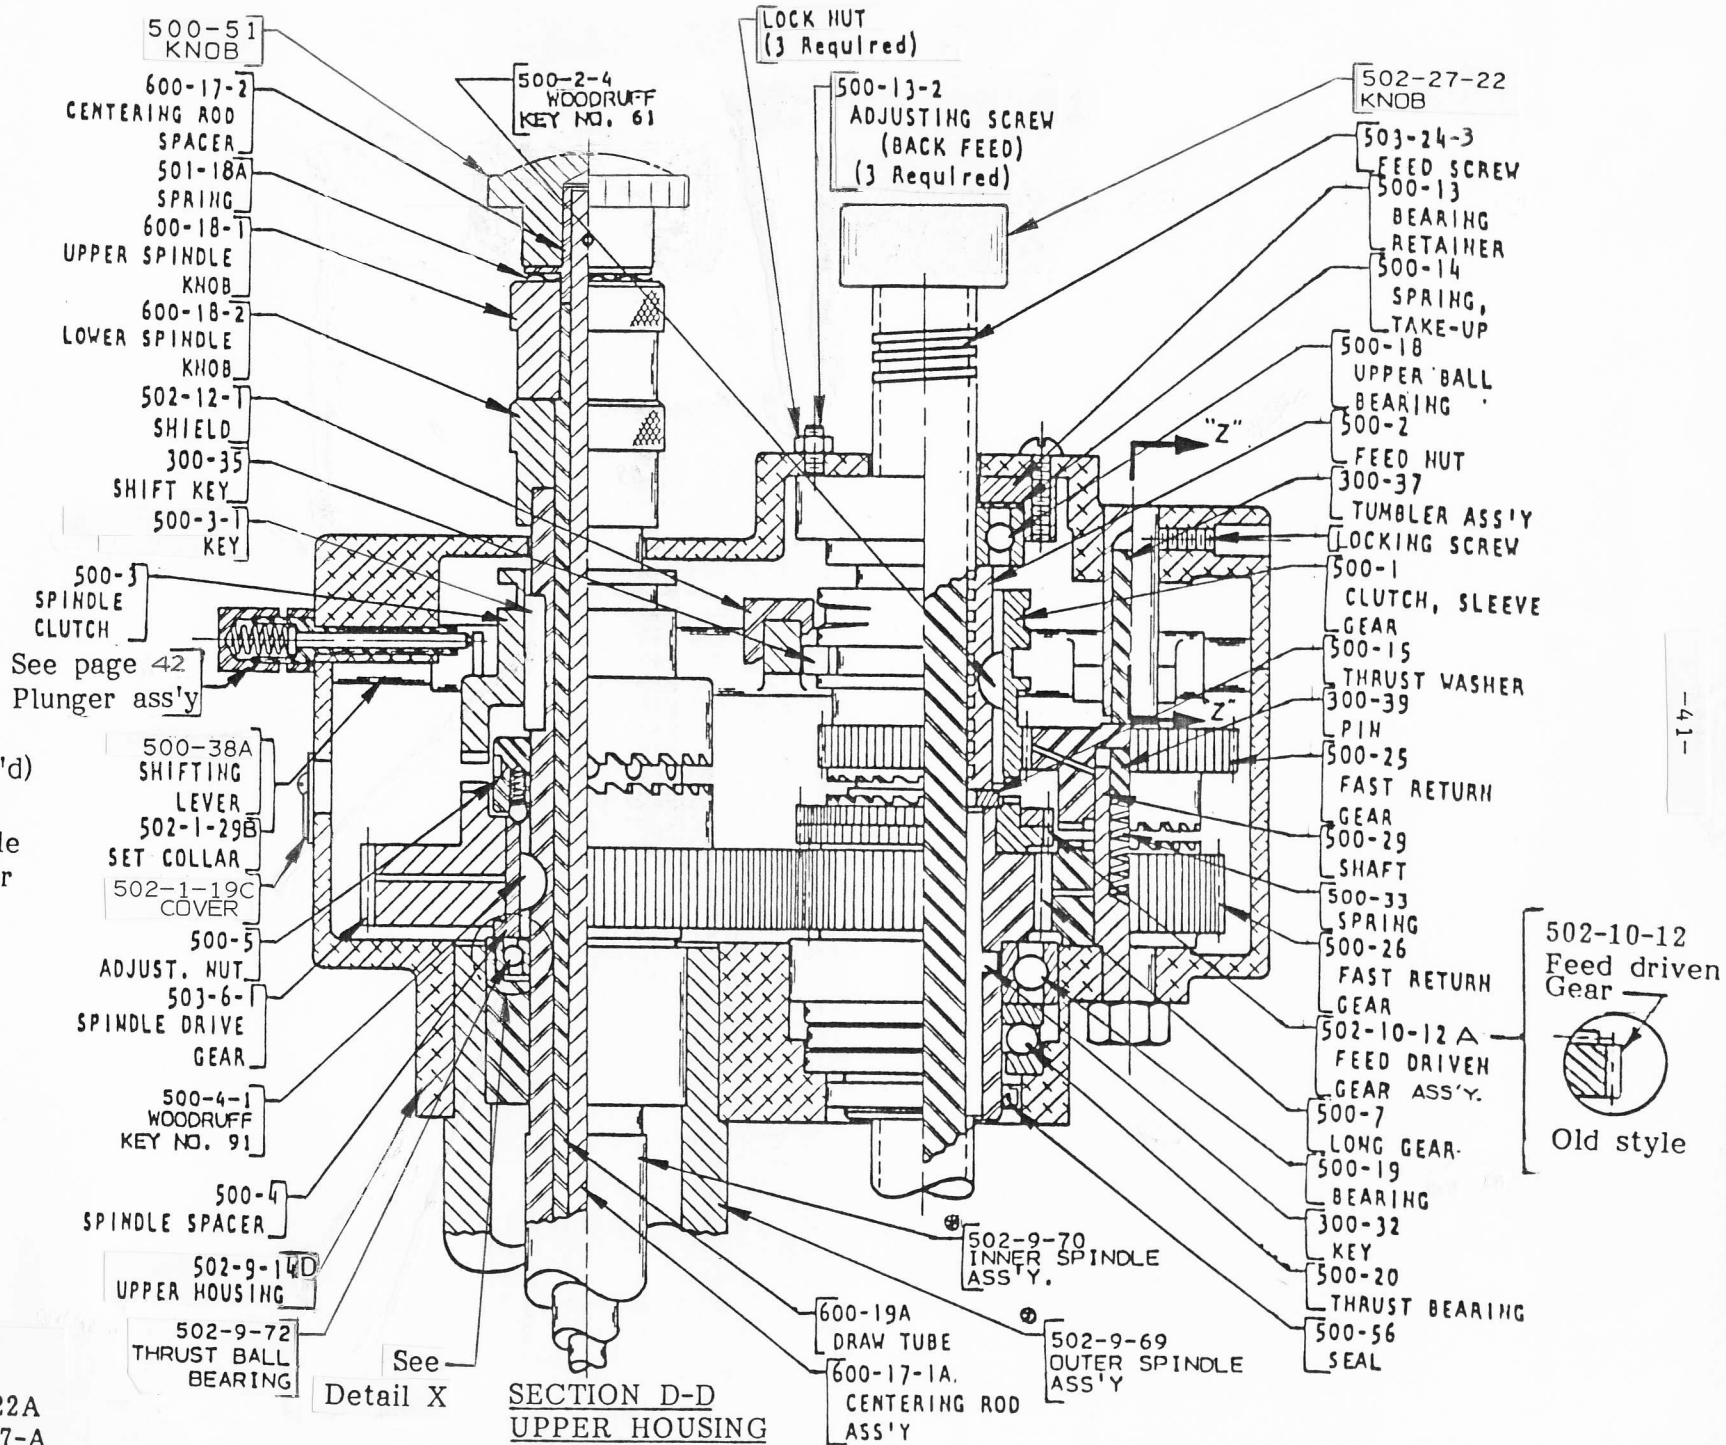 500-51
KNOB
600-17-2
CENTERING ROD
SPACER
501-18A
SPRING
600-18-1
UPPER SPINDLE
KNOB
600-18-2
LOWER SPINDLE
KNOB
502-12-1
SHIELD
300-35
SHIFT KEY
500-3-1
KEY
500-3
SPINDLE
CLUTCH
See page 42
Plunger ass'y
'd)
500-38A
SHIFTING
LEVER
502-1-29B
SET COLLAR
le
r
502-1-19C
COVER
500-5
ADJUST. NUT
503-6-1
SPINDLE DRIVE
GEAR
500-4-1
WOODRUFF
KEY NO. 91
500-4
SPINDLE SPACER
502-9-14D
UPPER HOUSING
502-9-72
THRUST BALL
BEARING
22A
7-A
See
Detail X
SECTION D-D
UPPER HOUSING
500-2-4
WOODRUFF
KEY NO. 61
LOCK NUT
(3 Required)
500-13-2
ADJUSTING SCREW
(BACK FEED)
(3 Required)
502-27-22
KNOB
503-24-3
FEED SCREW
500-13
BEARING
RETAINER
500-14
SPRING,
TAKE-UP
500-18
UPPER BALL
BEARING
500-2
FEED NUT
"Z"
300-37
TUMBLER ASS'Y
LOCKING SCREW
500-1
CLUTCH, SLEEVE
GEAR
500-15
THRUST WASHER
300-39
PIN
Z"
500-25
FAST RETURN
GEAR
500-29
SHAFT
500-33
SPRING
500-26
FAST RETURN
GEAR
502-10-12A
FEED DRIVEN
GEAR ASS'Y.
500-7
LONG GEAR
500-19
BEARING
300-32
KEY
500-20
THRUST BEARING
500-56
SEAL
502-10-12
Feed driven
Gear
Old style
-41-
502-9-70
INNER SPINDLE
ASS'Y.
600-19A
DRAW TUBE
502-9-69
OUTER SPINDLE
ASS'Y
600-17-1A.
CENTERING ROD
ASS'Y